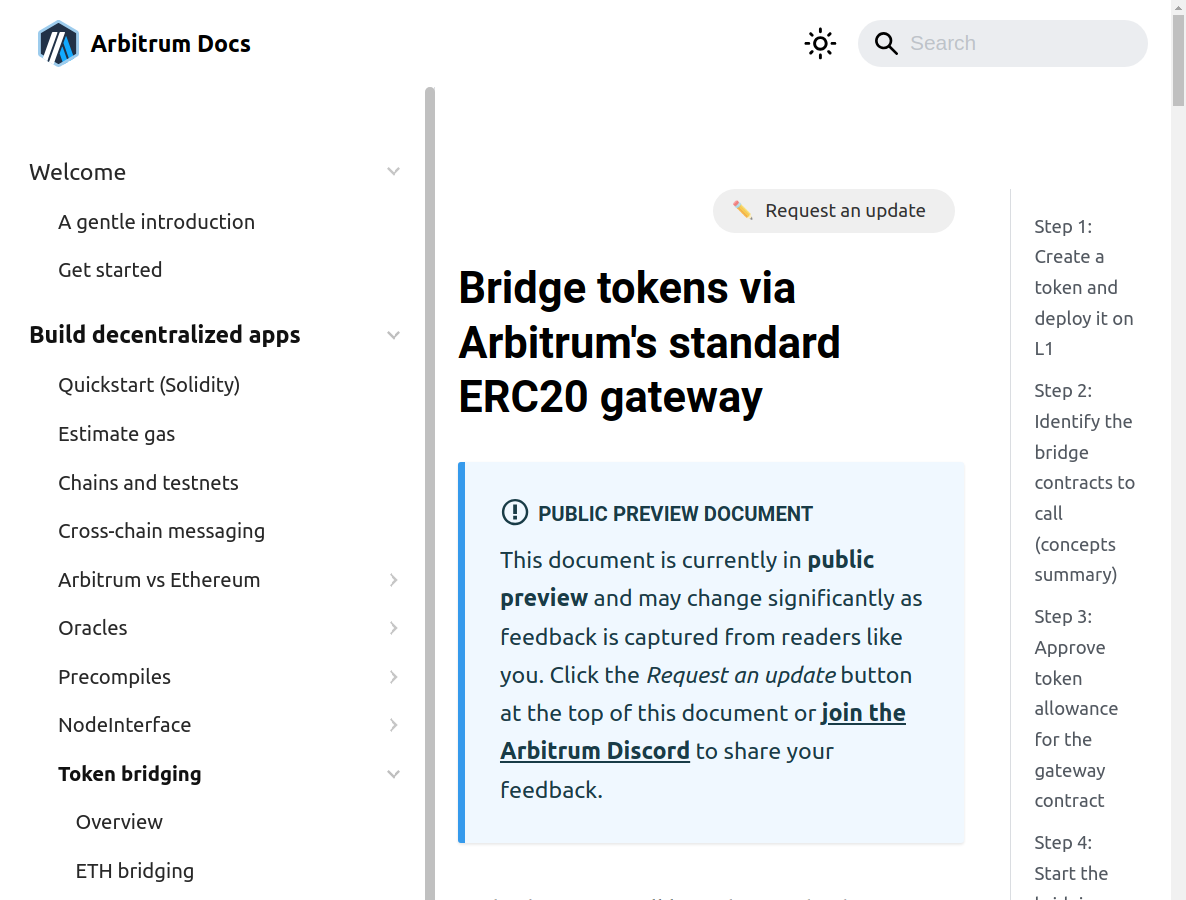 Arbitrum Docs
Search
Welcome
A gentle introduction
Get started
Build decentralized apps
Quickstart (Solidity)
Estimate gas
Chains and testnets
Cross-chain messaging
Arbitrum vs Ethereum
Oracles
Precompiles
NodeInterface
Token bridging
Overview
ETH bridging
Request an update
Bridge tokens via
Arbitrum's standard
ERC20 gateway
PUBLIC PREVIEW DOCUMENT
This document is currently in public
preview and may change significantly as
feedback is captured from readers like
you. Click the Request an update button
at the top of this document or join the
Arbitrum Discord to share your
feedback.
Step 1:
Create a
token and
deploy it on
L1
Step 2:
Identify the
bridge
contracts to
call
(concepts
summary)
Step 3:
Approve
token
allowance
for the
gateway
contract
Step 4:
Start the